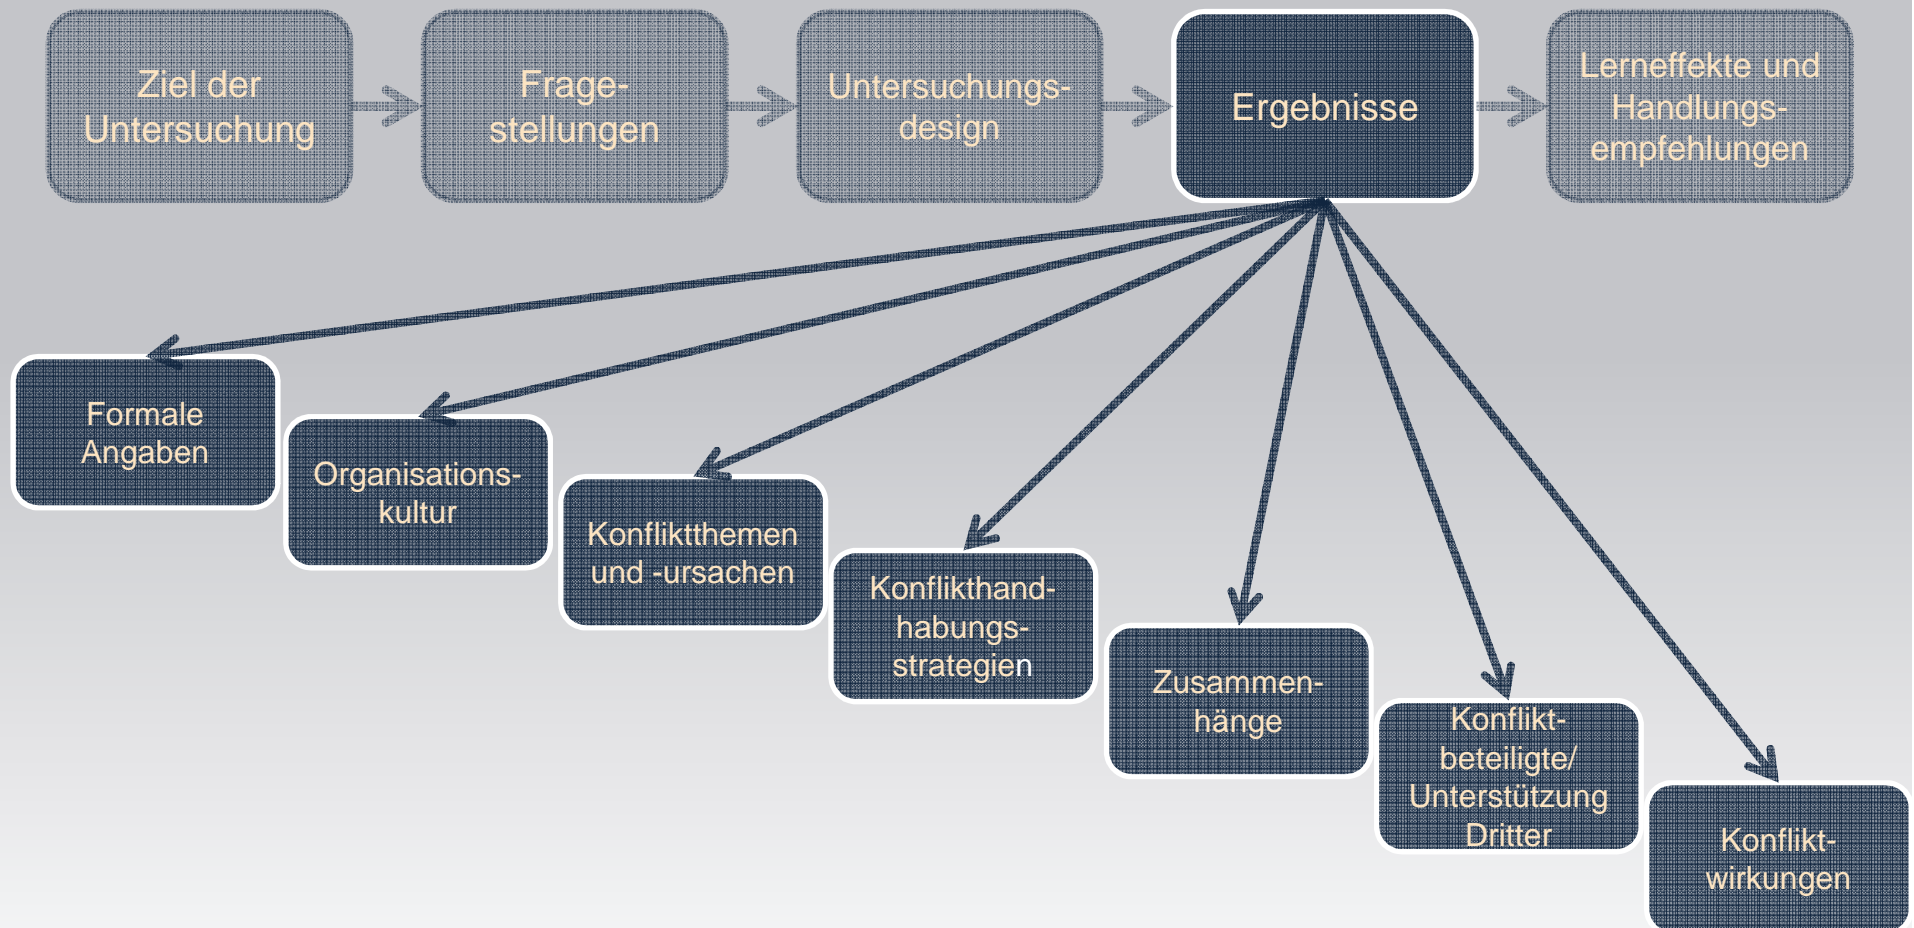 Ziel der
Untersuchung
Frage-
stellungen
Untersuchungs-
design
Ergebnisse
Lerneffekte und
Handlungs-
empfehlungen
Formale
Angaben
Organisations-
kultur
Konfliktthemen
und -ursachen
Konflikthand-
habungs-
strategien
Zusammen-
hänge
Konflikt-
beteiligte/
Unterstützung
Dritter
Konflikt-
wirkungen